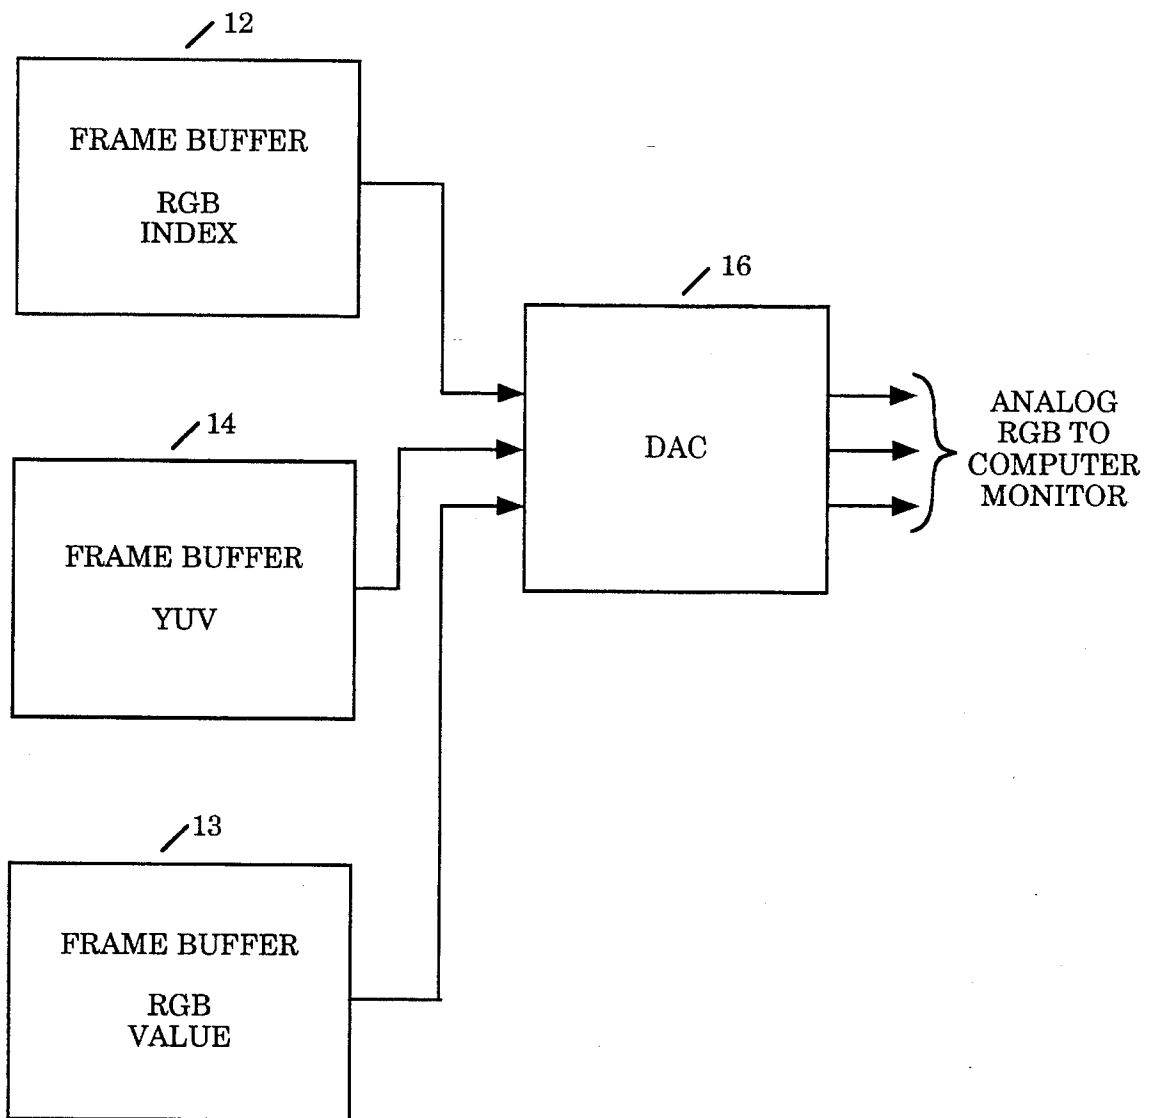 12
FRAME BUFFER
RGB
INDEX
16
DAC
ANALOG
RGB TO
COMPUTER
MONITOR
14
FRAME BUFFER
YUV
13
FRAME BUFFER
RGB
VALUE